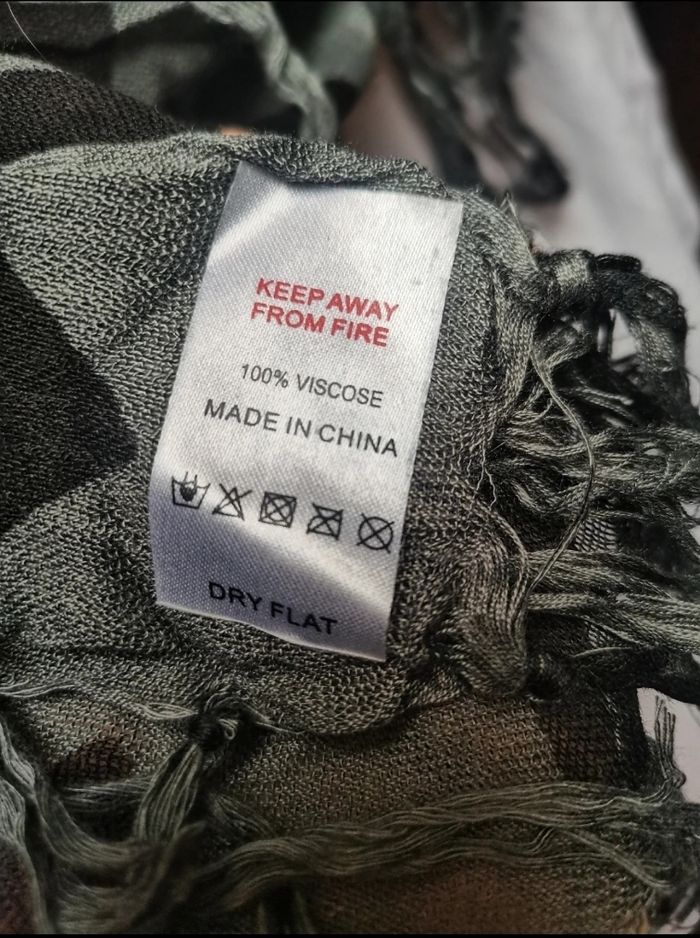 KEEP AWAY
FROM FIRE
100% VISCOSE
MADE IN CHINA
DRY FLAT